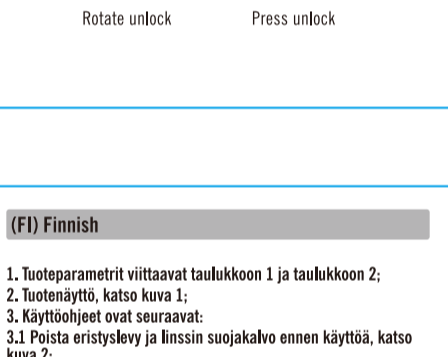 Rotate unlock Press unlock
(FI) Finnish
1. Tuoteparametrit viittaavat taulukkoon 1 ja taulukkoon 2;
2. Tuotenäyttö, katso kuva 1;
3. Käyttöohjeet ovat seuraavat:
3.1 Poista eristyslevy ja linssin suojakalvo ennen käyttöä, katso
kuva 2;